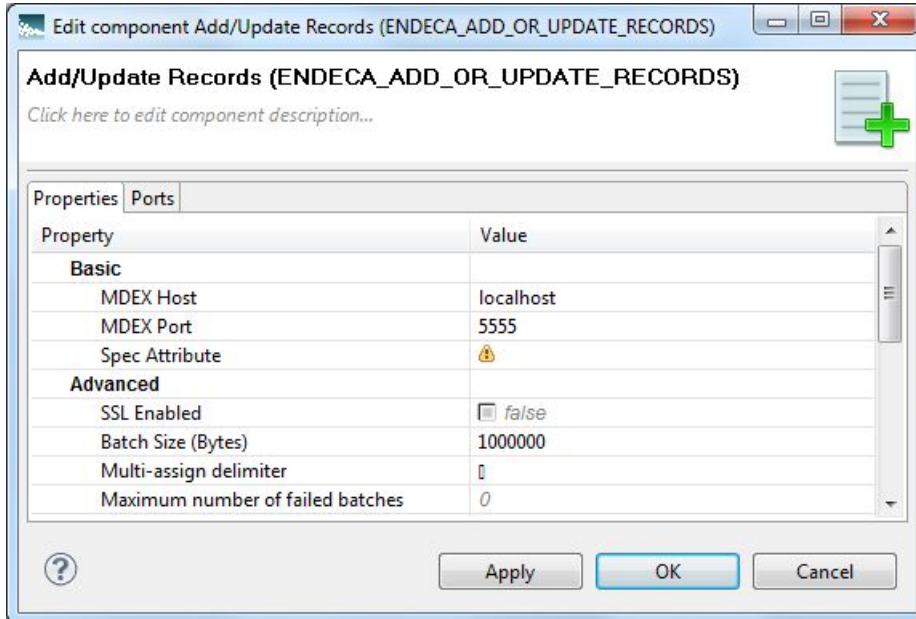 Edit component Add/Update Records (ENDECA_ADD_OR_UPDATE_RECORDS)
Add/Update Records (ENDECA_ADD_OR_UPDATE_RECORDS)
Click here to edit component description...
Properties Ports
Property Value
Basic
MDEX Host localhost
MDEX Port 5555
Spec Attribute
Advanced
SSL Enabled false
Batch Size (Bytes) 1000000
Multi-assign delimiter ▯
Maximum number of failed batches 0
Apply OK Cancel